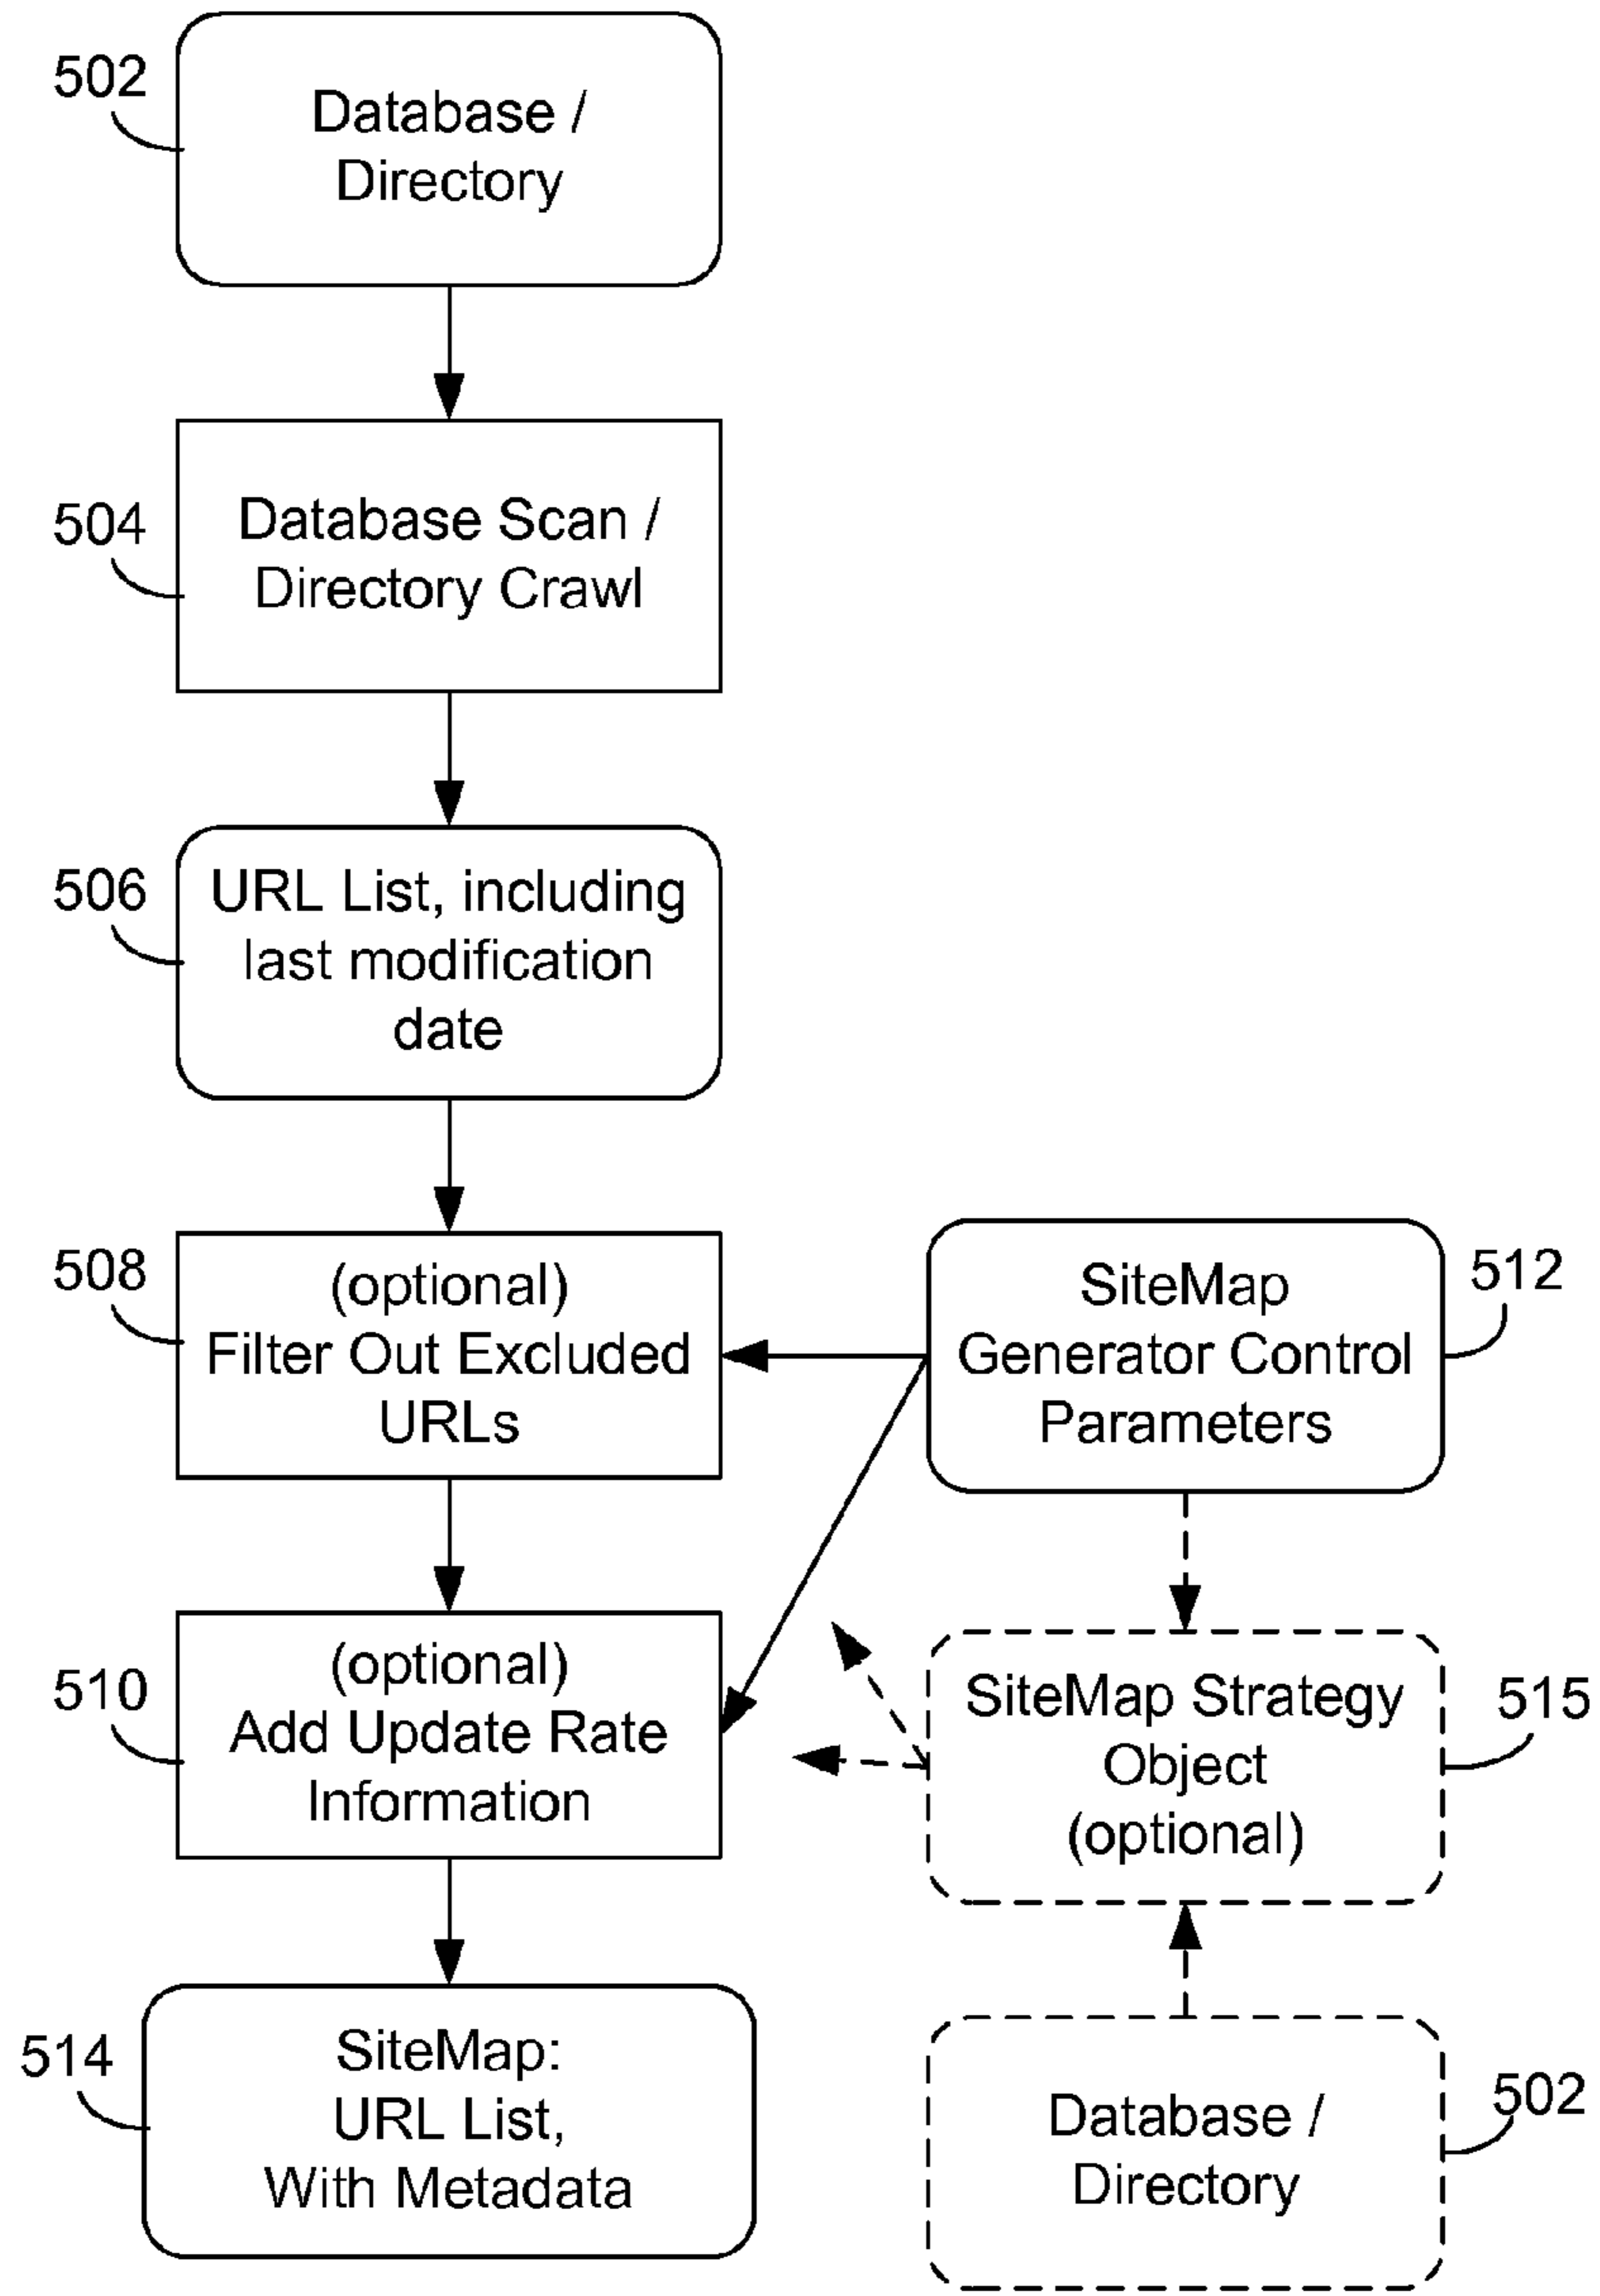 502
Database /
Directory
504
Database Scan /
Directory Crawl
506
URL List, including
last modification
date
508
(optional)
Filter Out Excluded
URLs
SiteMap
Generator Control
Parameters
512
510
(optional)
Add Update Rate
Information
SiteMap Strategy
Object
(optional)
515
514
SiteMap:
URL List,
With Metadata
Database /
Directory
502